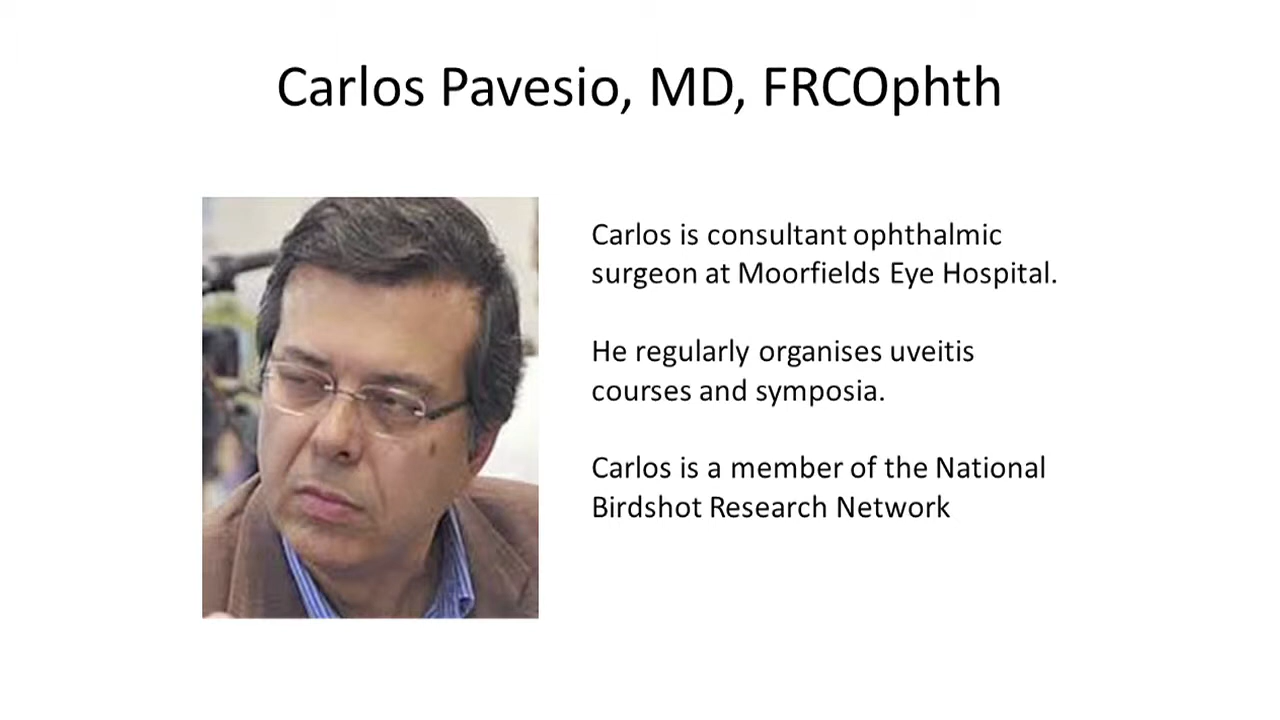 Carlos Pavesio, MD, FRCOphth
Carlos is consultant ophthalmic
surgeon at Moorfields Eye Hospital.
He regularly organises uveitis
courses and symposia.
Carlos is a member of the National
Birdshot Research Network